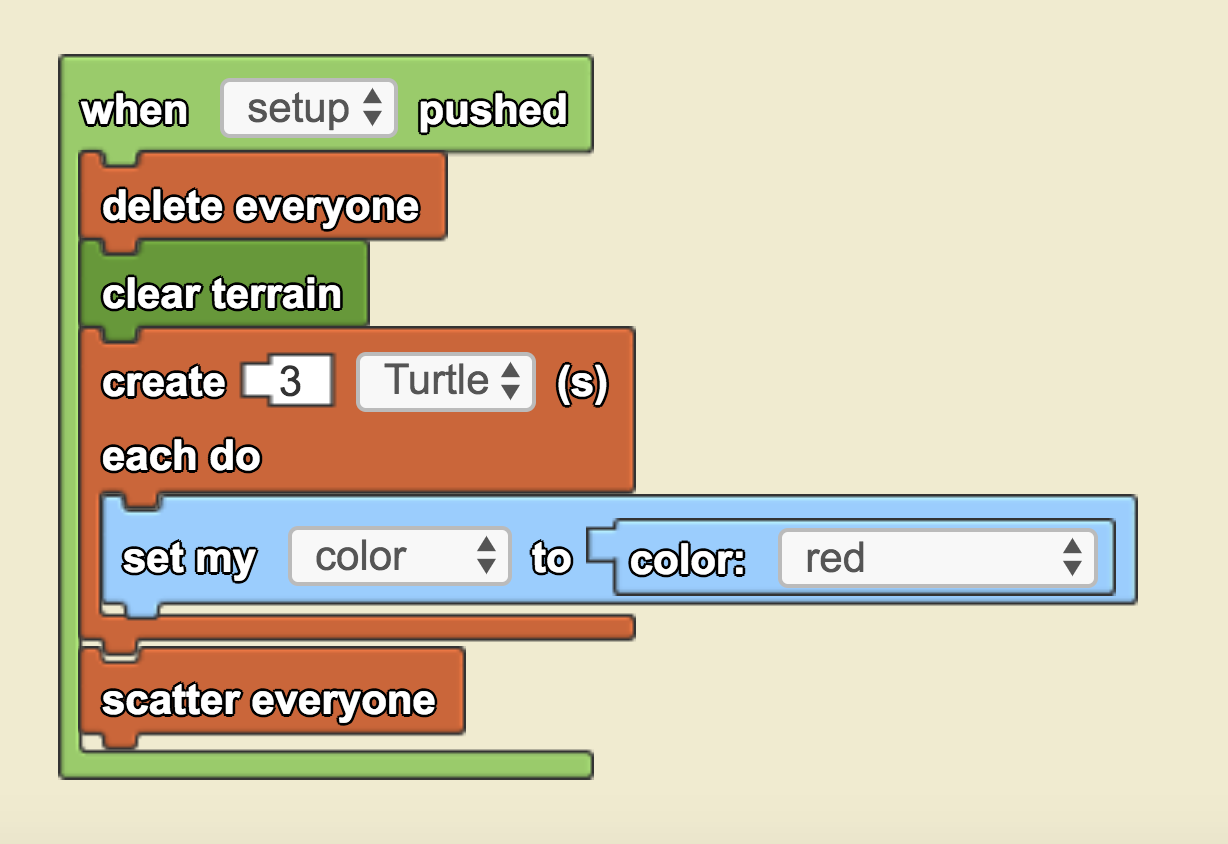 when setup pushed
delete everyone
clear terrain
create 3 Turtle (s)
each do
set my color to color: red
scatter everyone